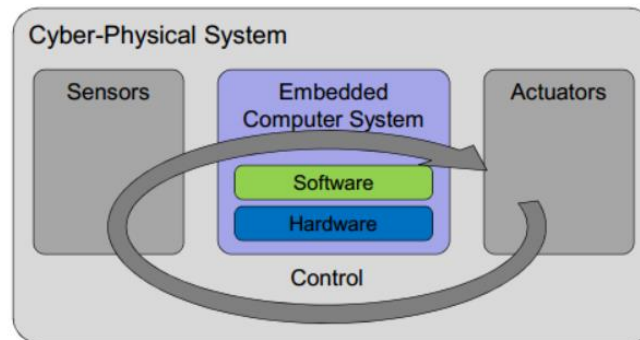 Cyber-Physical System
Sensors
Embedded
Computer System
Actuators
Software
Hardware
Control